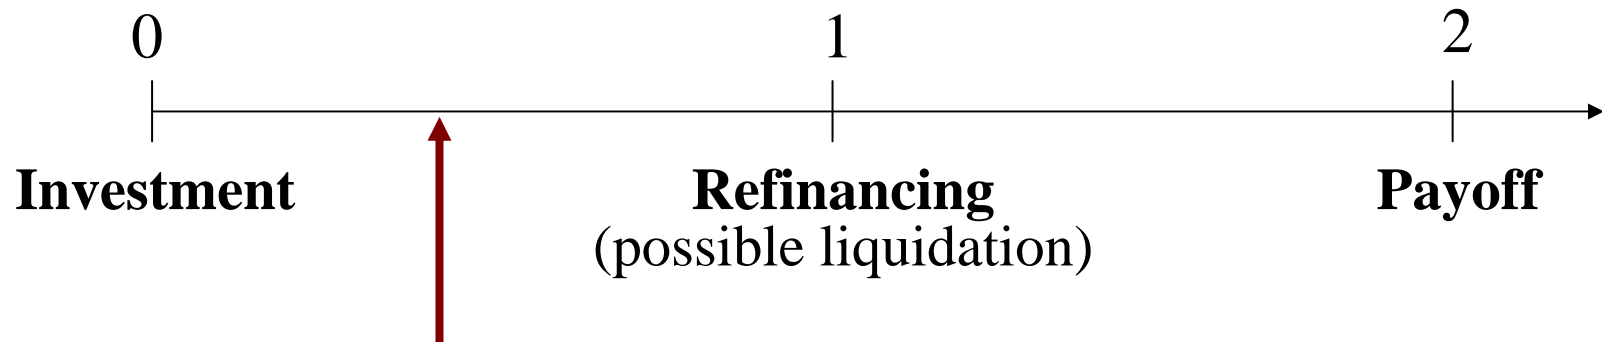 0 1 2
Investment Refinancing Payoff
(possible liquidation)